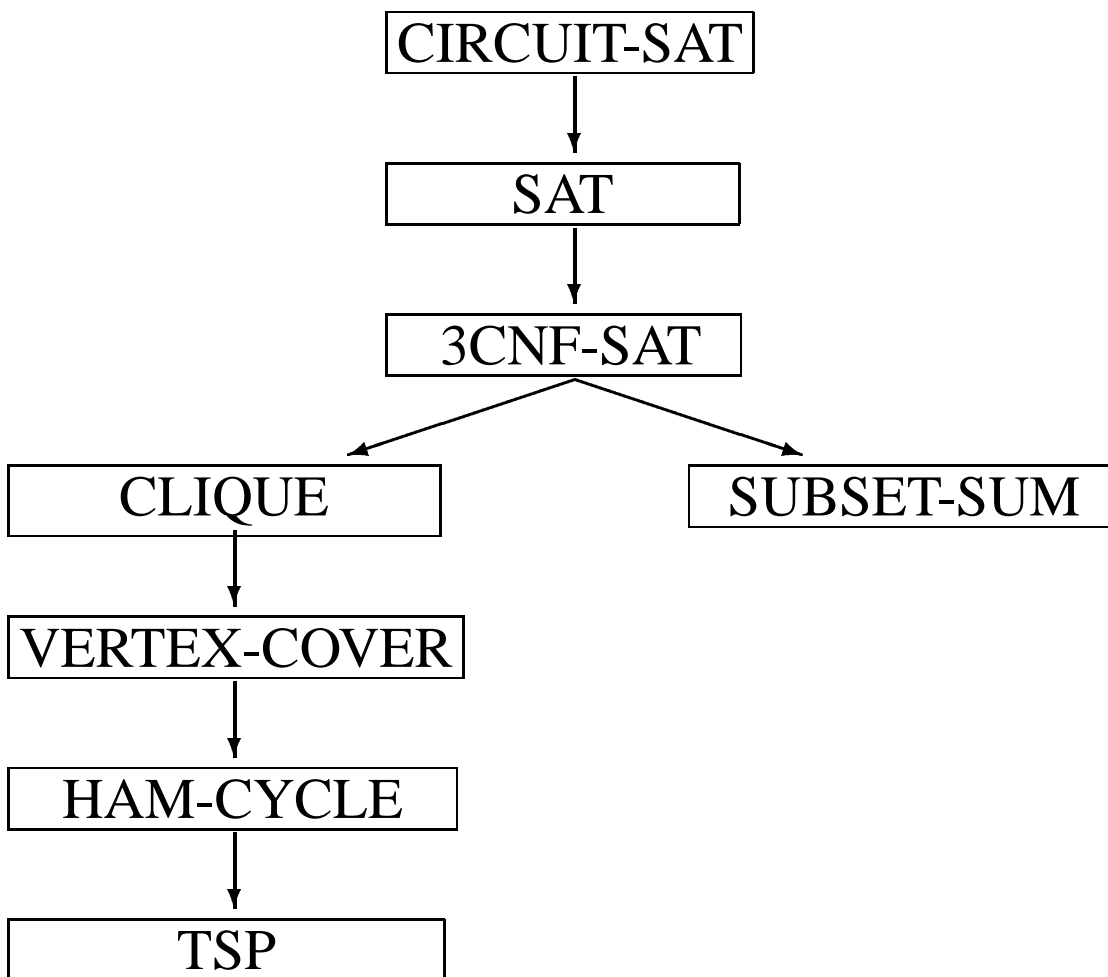 CIRCUIT-SAT
SAT
3CNF-SAT
CLIQUE
SUBSET-SUM
VERTEX-COVER
HAM-CYCLE
TSP